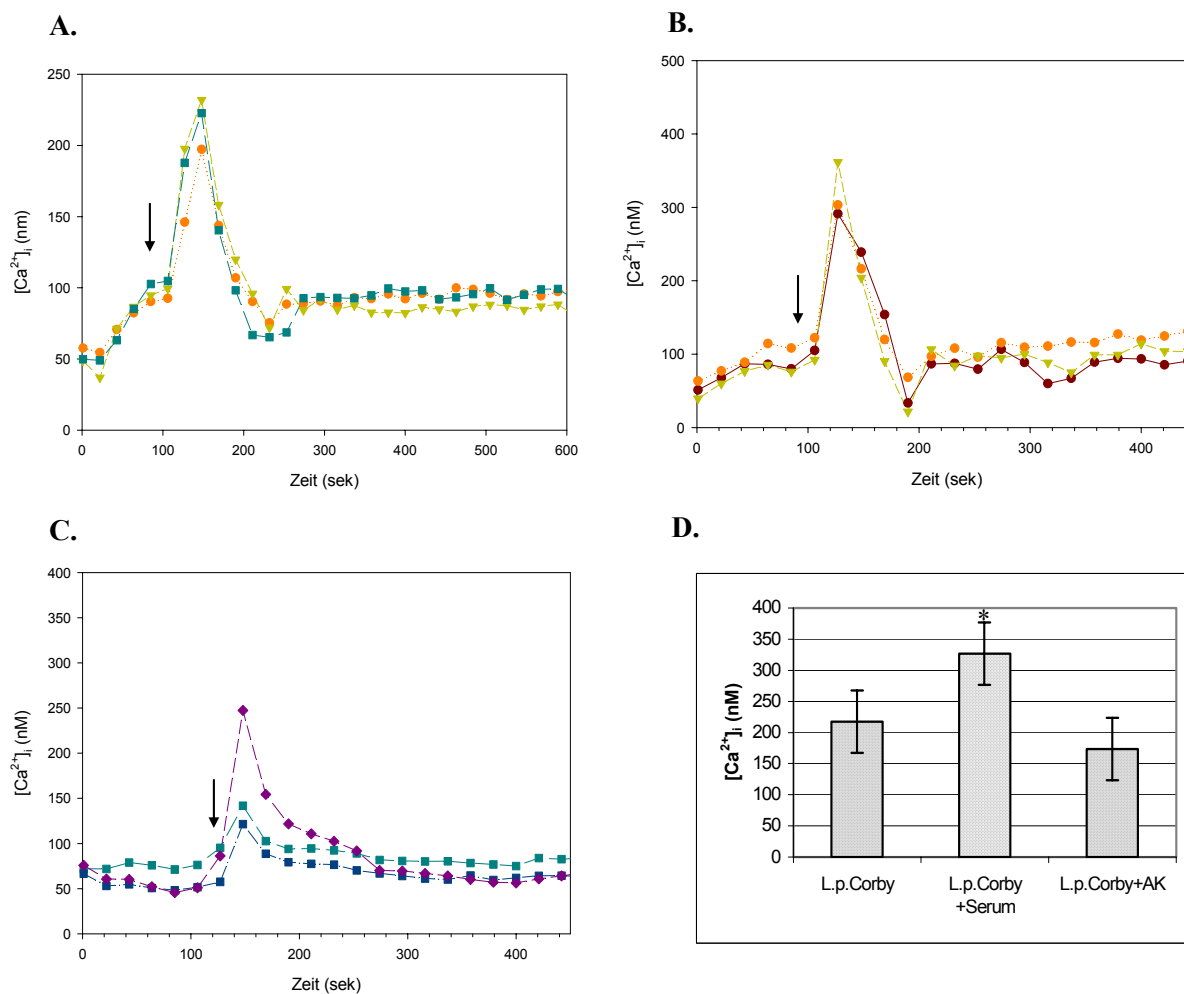 A.
250
200
150
100
50
0
[Ca²⁺]ᵢ (nm)
0 100 200 300 400 500 600
Zeit (sek)
B.
500
400
300
200
100
0
[Ca²⁺]ᵢ (nM)
0 100 200 300 400
Zeit (sek)
C.
400
350
300
250
200
150
100
50
0
[Ca²⁺]ᵢ (nM)
0 100 200 300 400
Zeit (sek)
D.
400
350
300
250
200
150
100
50
0
[Ca²⁺]ᵢ (nM)
*
L.p.Corby L.p.Corby L.p.Corby+AK
+Serum